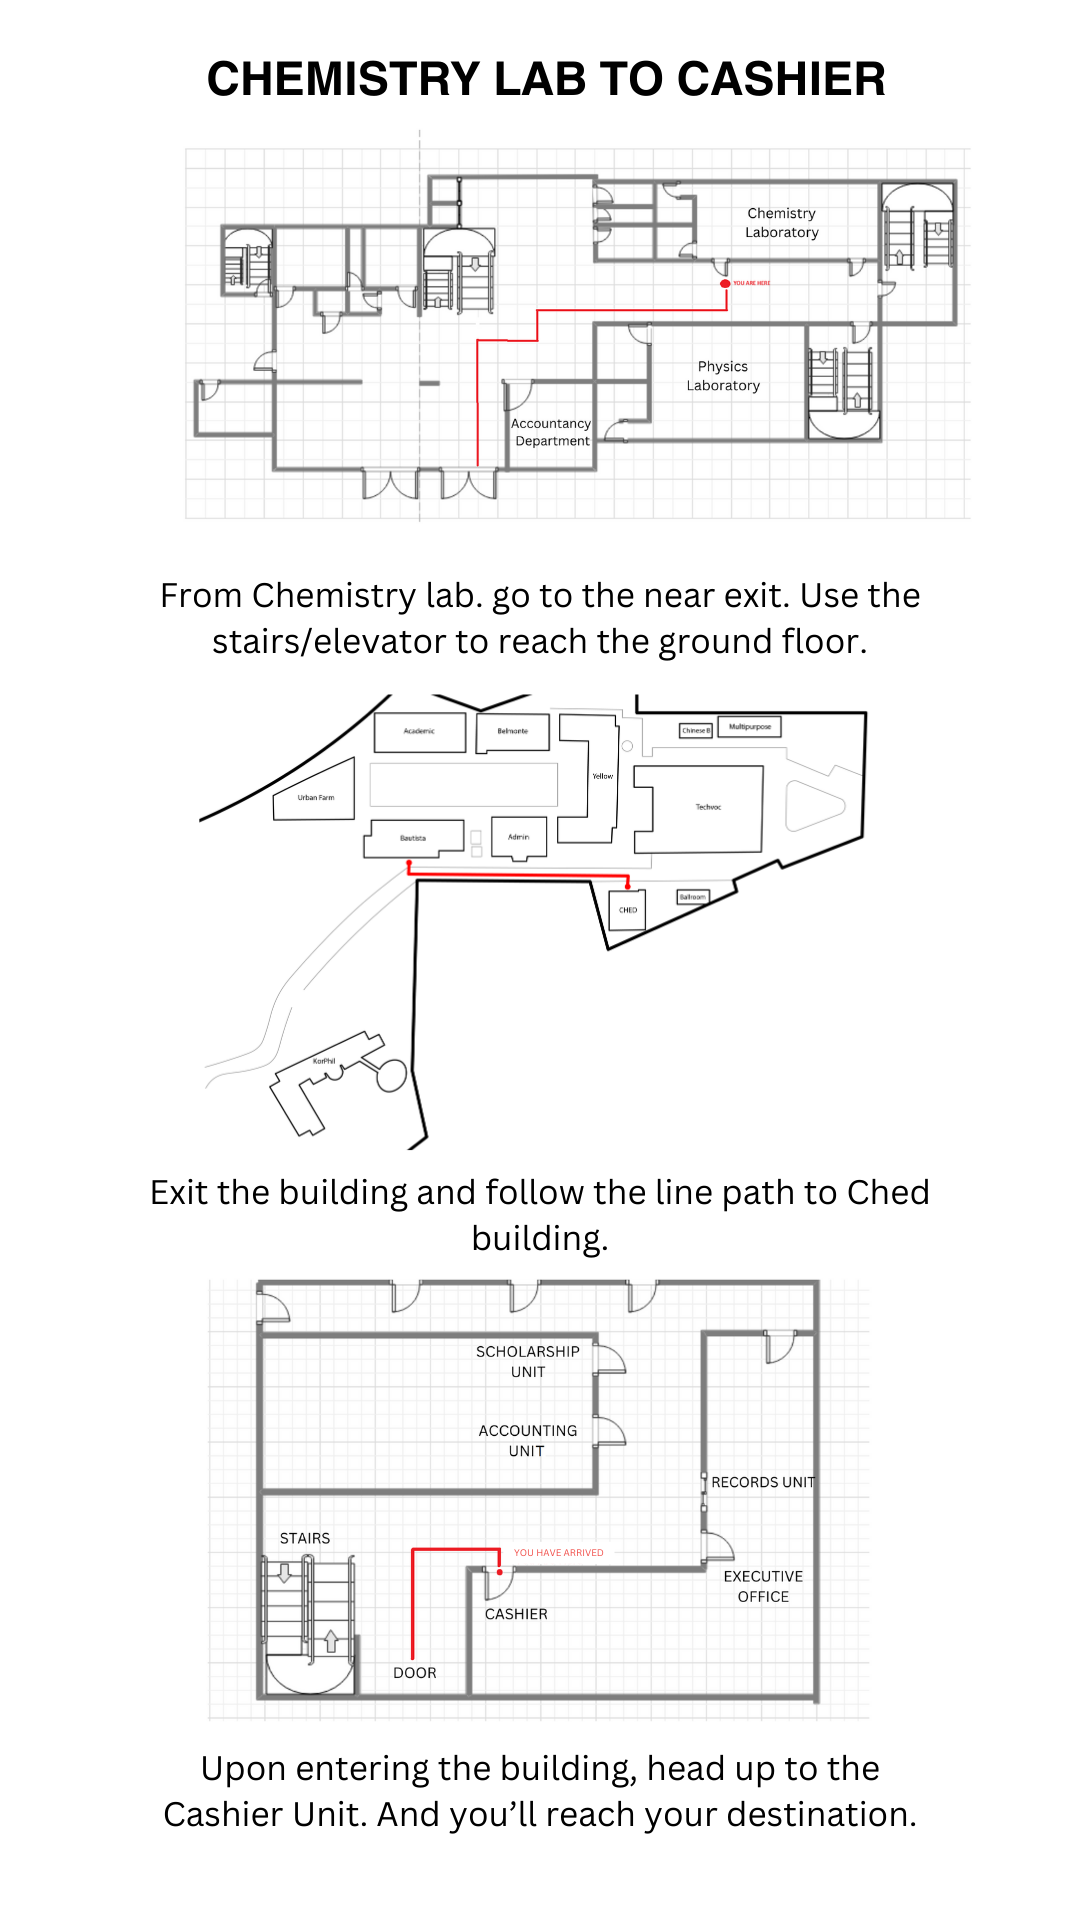 CHEMISTRY LAB TO CASHIER
Chemistry
Laboratory
YOU ARE HERE
Physics
Laboratory
Accountancy
Department
From Chemistry lab. go to the near exit. Use the
stairs/elevator to reach the ground floor.
Academic
Belmonte
Chinese B
Multipurpose
Yellow
Urban Farm
Techvoc
Bautista
Admin
CHED
Ballroom
KorPhil
Exit the building and follow the line path to Ched
building.
SCHOLARSHIP
UNIT
ACCOUNTING
UNIT
RECORDS UNIT
STAIRS
YOU HAVE ARRIVED
EXECUTIVE
OFFICE
CASHIER
DOOR
Upon entering the building, head up to the
Cashier Unit. And you’ll reach your destination.